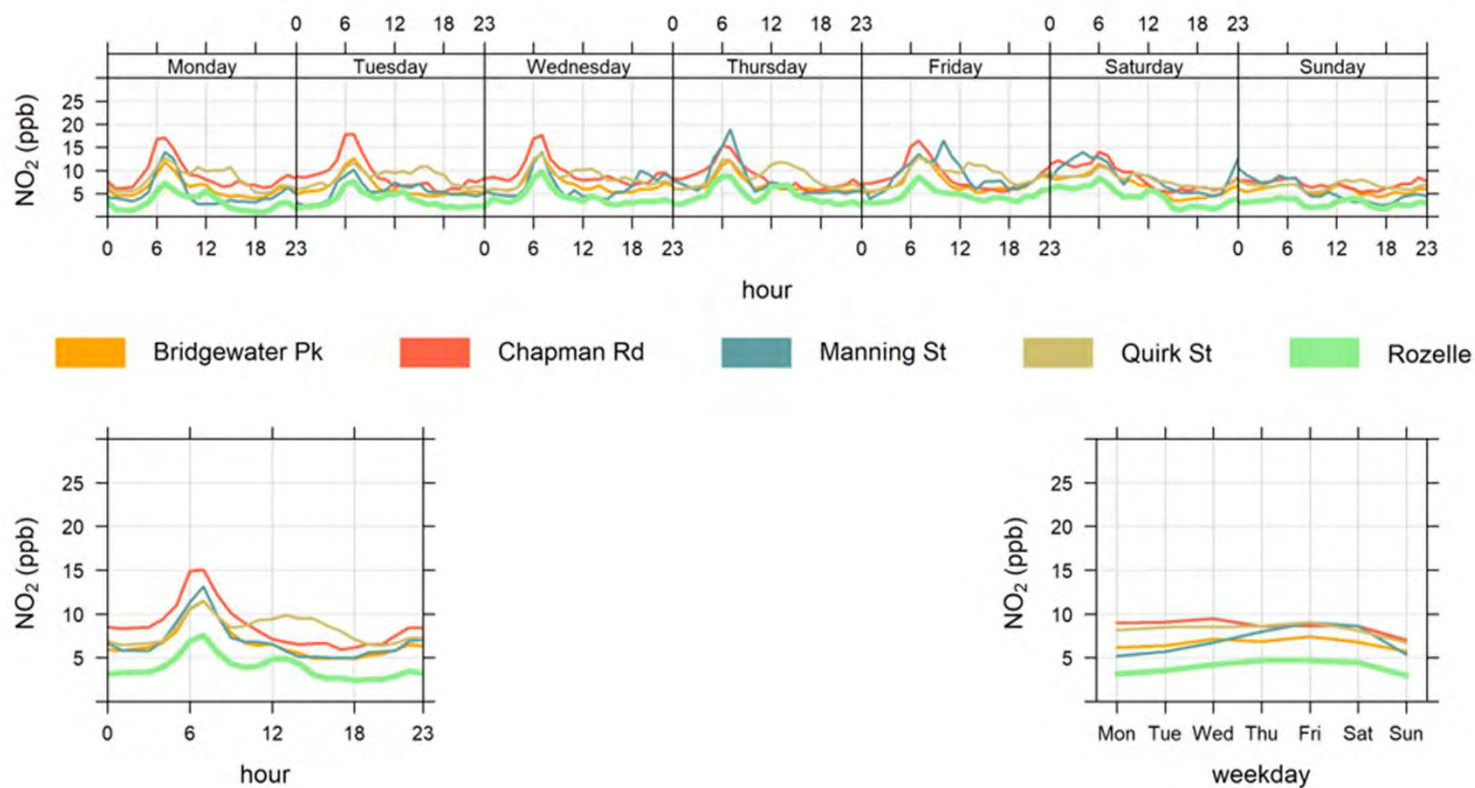 0 6 12 18 23 0 6 12 18 23 0 6 12 18 23
Monday Tuesday Wednesday Thursday Friday Saturday Sunday
NO₂ (ppb)
25
20
15
10
5
0 6 12 18 23 0 6 12 18 23 0 6 12 18 23 0 6 12 18 23
hour
Bridgewater Pk Chapman Rd Manning St Quirk St Rozelle
NO₂ (ppb)
25
20
15
10
5
0 6 12 18 23
hour
NO₂ (ppb)
25
20
15
10
5
Mon Tue Wed Thu Fri Sat Sun
weekday